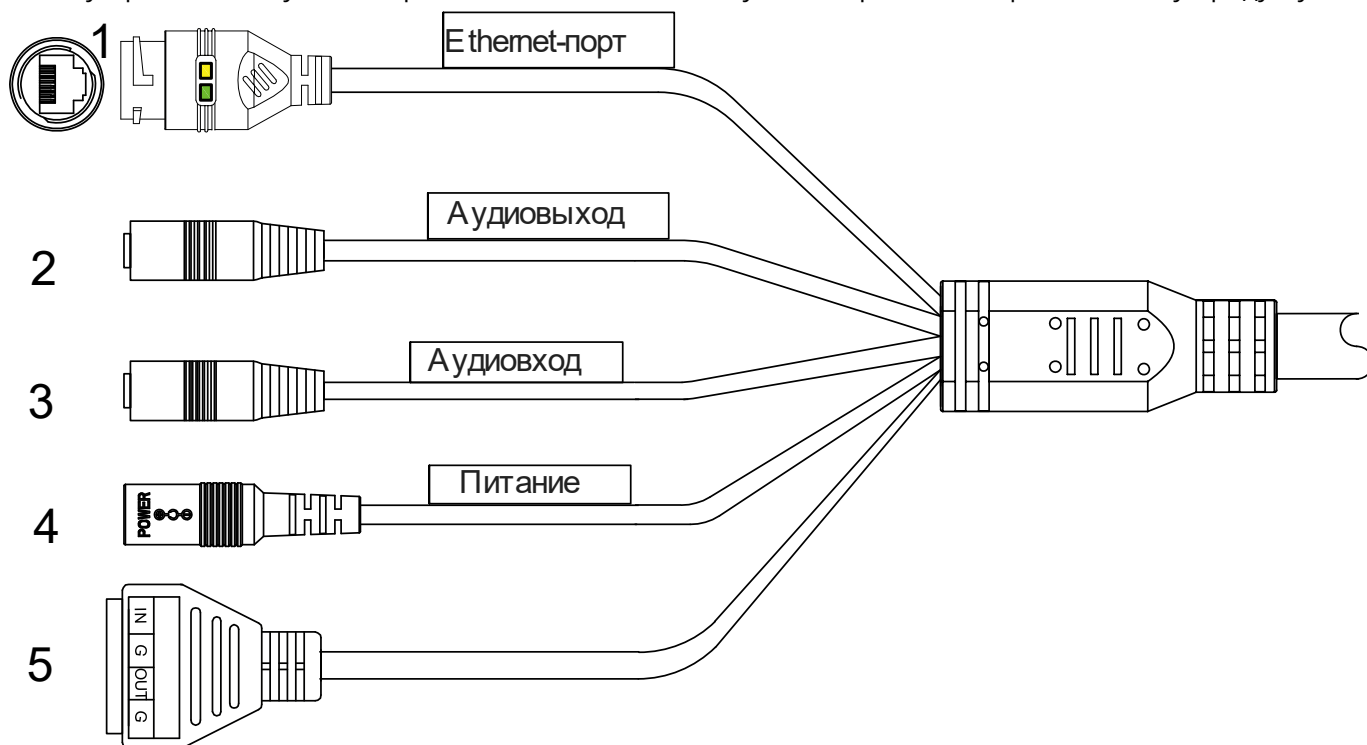 1
Ethernet-порт
2
Аудиовыход
3
Аудиовход
4
POWER
Питание
5
IN
G
OUT
G